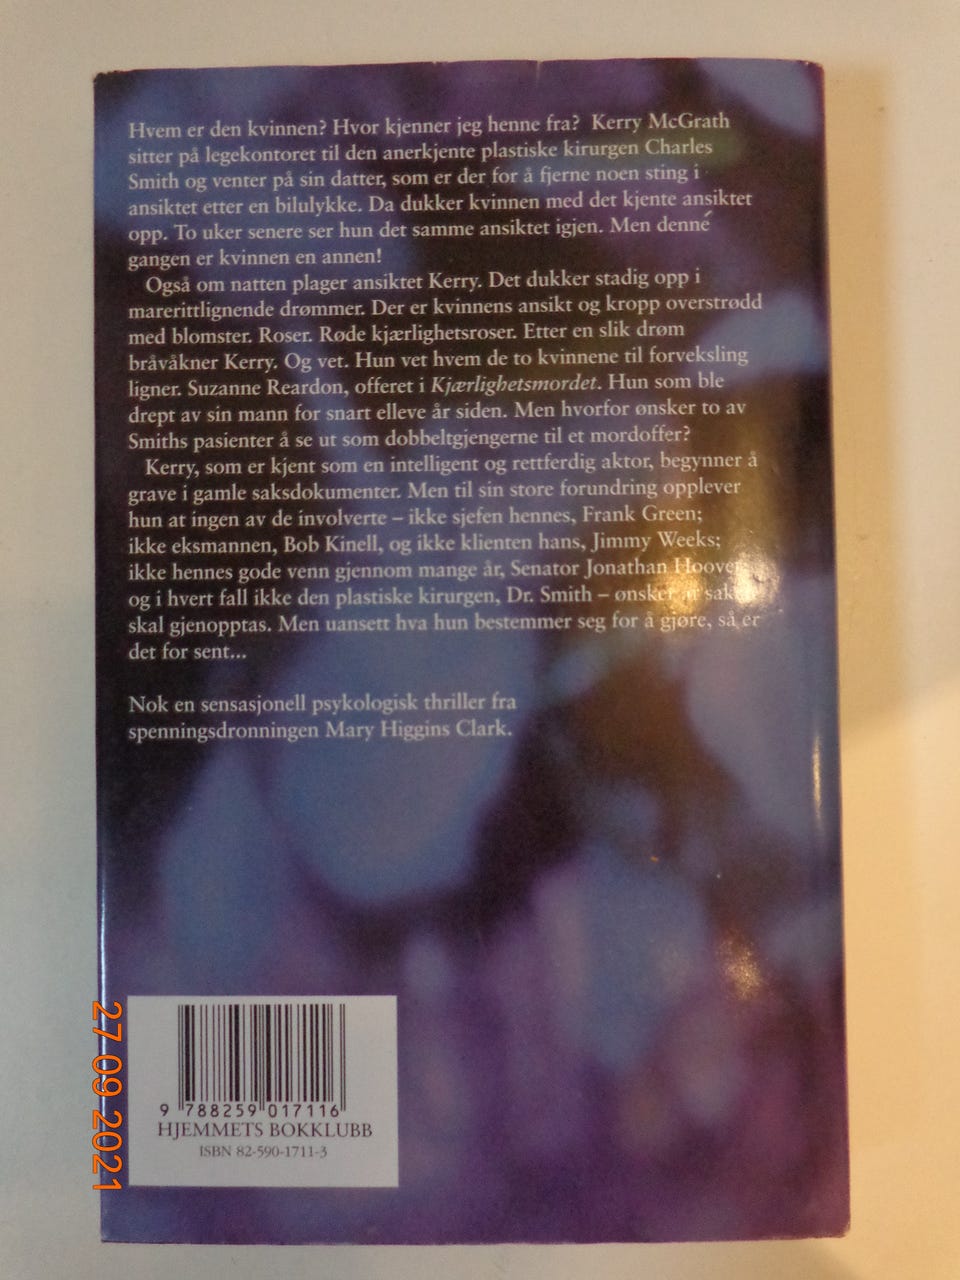 Hvem er den kvinnen? Hvor kjenner jeg henne fra? Kerry McGrath
sitter på legekontoret til den anerkjente plastiske kirurgen Charles
Smith og venter på sin datter, som er der for å fjerne noen sting i
ansiktet etter en bilulykke. Da dukker kvinnen med det kjente ansiktet
opp. To uker senere ser hun det samme ansiktet igjen. Men denne
gangen er kvinnen en annen!
Også om natten plager ansiktet Kerry. Det dukker stadig opp i
marerittlignende drømmer. Der er kvinnens ansikt og kropp overstrødd
med blomster. Roser. Røde kjærlighetsroser. Etter en slik drøm
bråvåkner Kerry. Og vet. Hun vet hvem de to kvinnene til forveksling
ligner. Suzanne Reardon, offeret i Kjærlighetsmordet. Hun som ble
drept av sin mann for snart elleve år siden. Men hvorfor ønsker to av
Smiths pasienter å se ut som dobbeltgjengerne til et mordoffer?
Kerry, som er kjent som en intelligent og rettferdig aktor, begynner å
grave i gamle saksdokumenter. Men til sin store forundring opplever
hun at ingen av de involverte – ikke sjefen hennes, Frank Green;
ikke eksmannen, Bob Kinell, og ikke klienten hans, Jimmy Weeks;
ikke hennes gode venn gjennom mange år, Senator Jonathan Hoover
og i hvert fall ikke den plastiske kirurgen, Dr. Smith – ønsker
skal gjenopptas. Men uansett hva hun bestemmer seg for å gjøre, så er
det for sent...
Nok en sensasjonell psykologisk thriller fra
spenningsdronningen Mary Higgins Clark.
9 788259 017116
HJEMMETS BOKKLUBB
ISBN 82-590-1711-3
27 09 2021